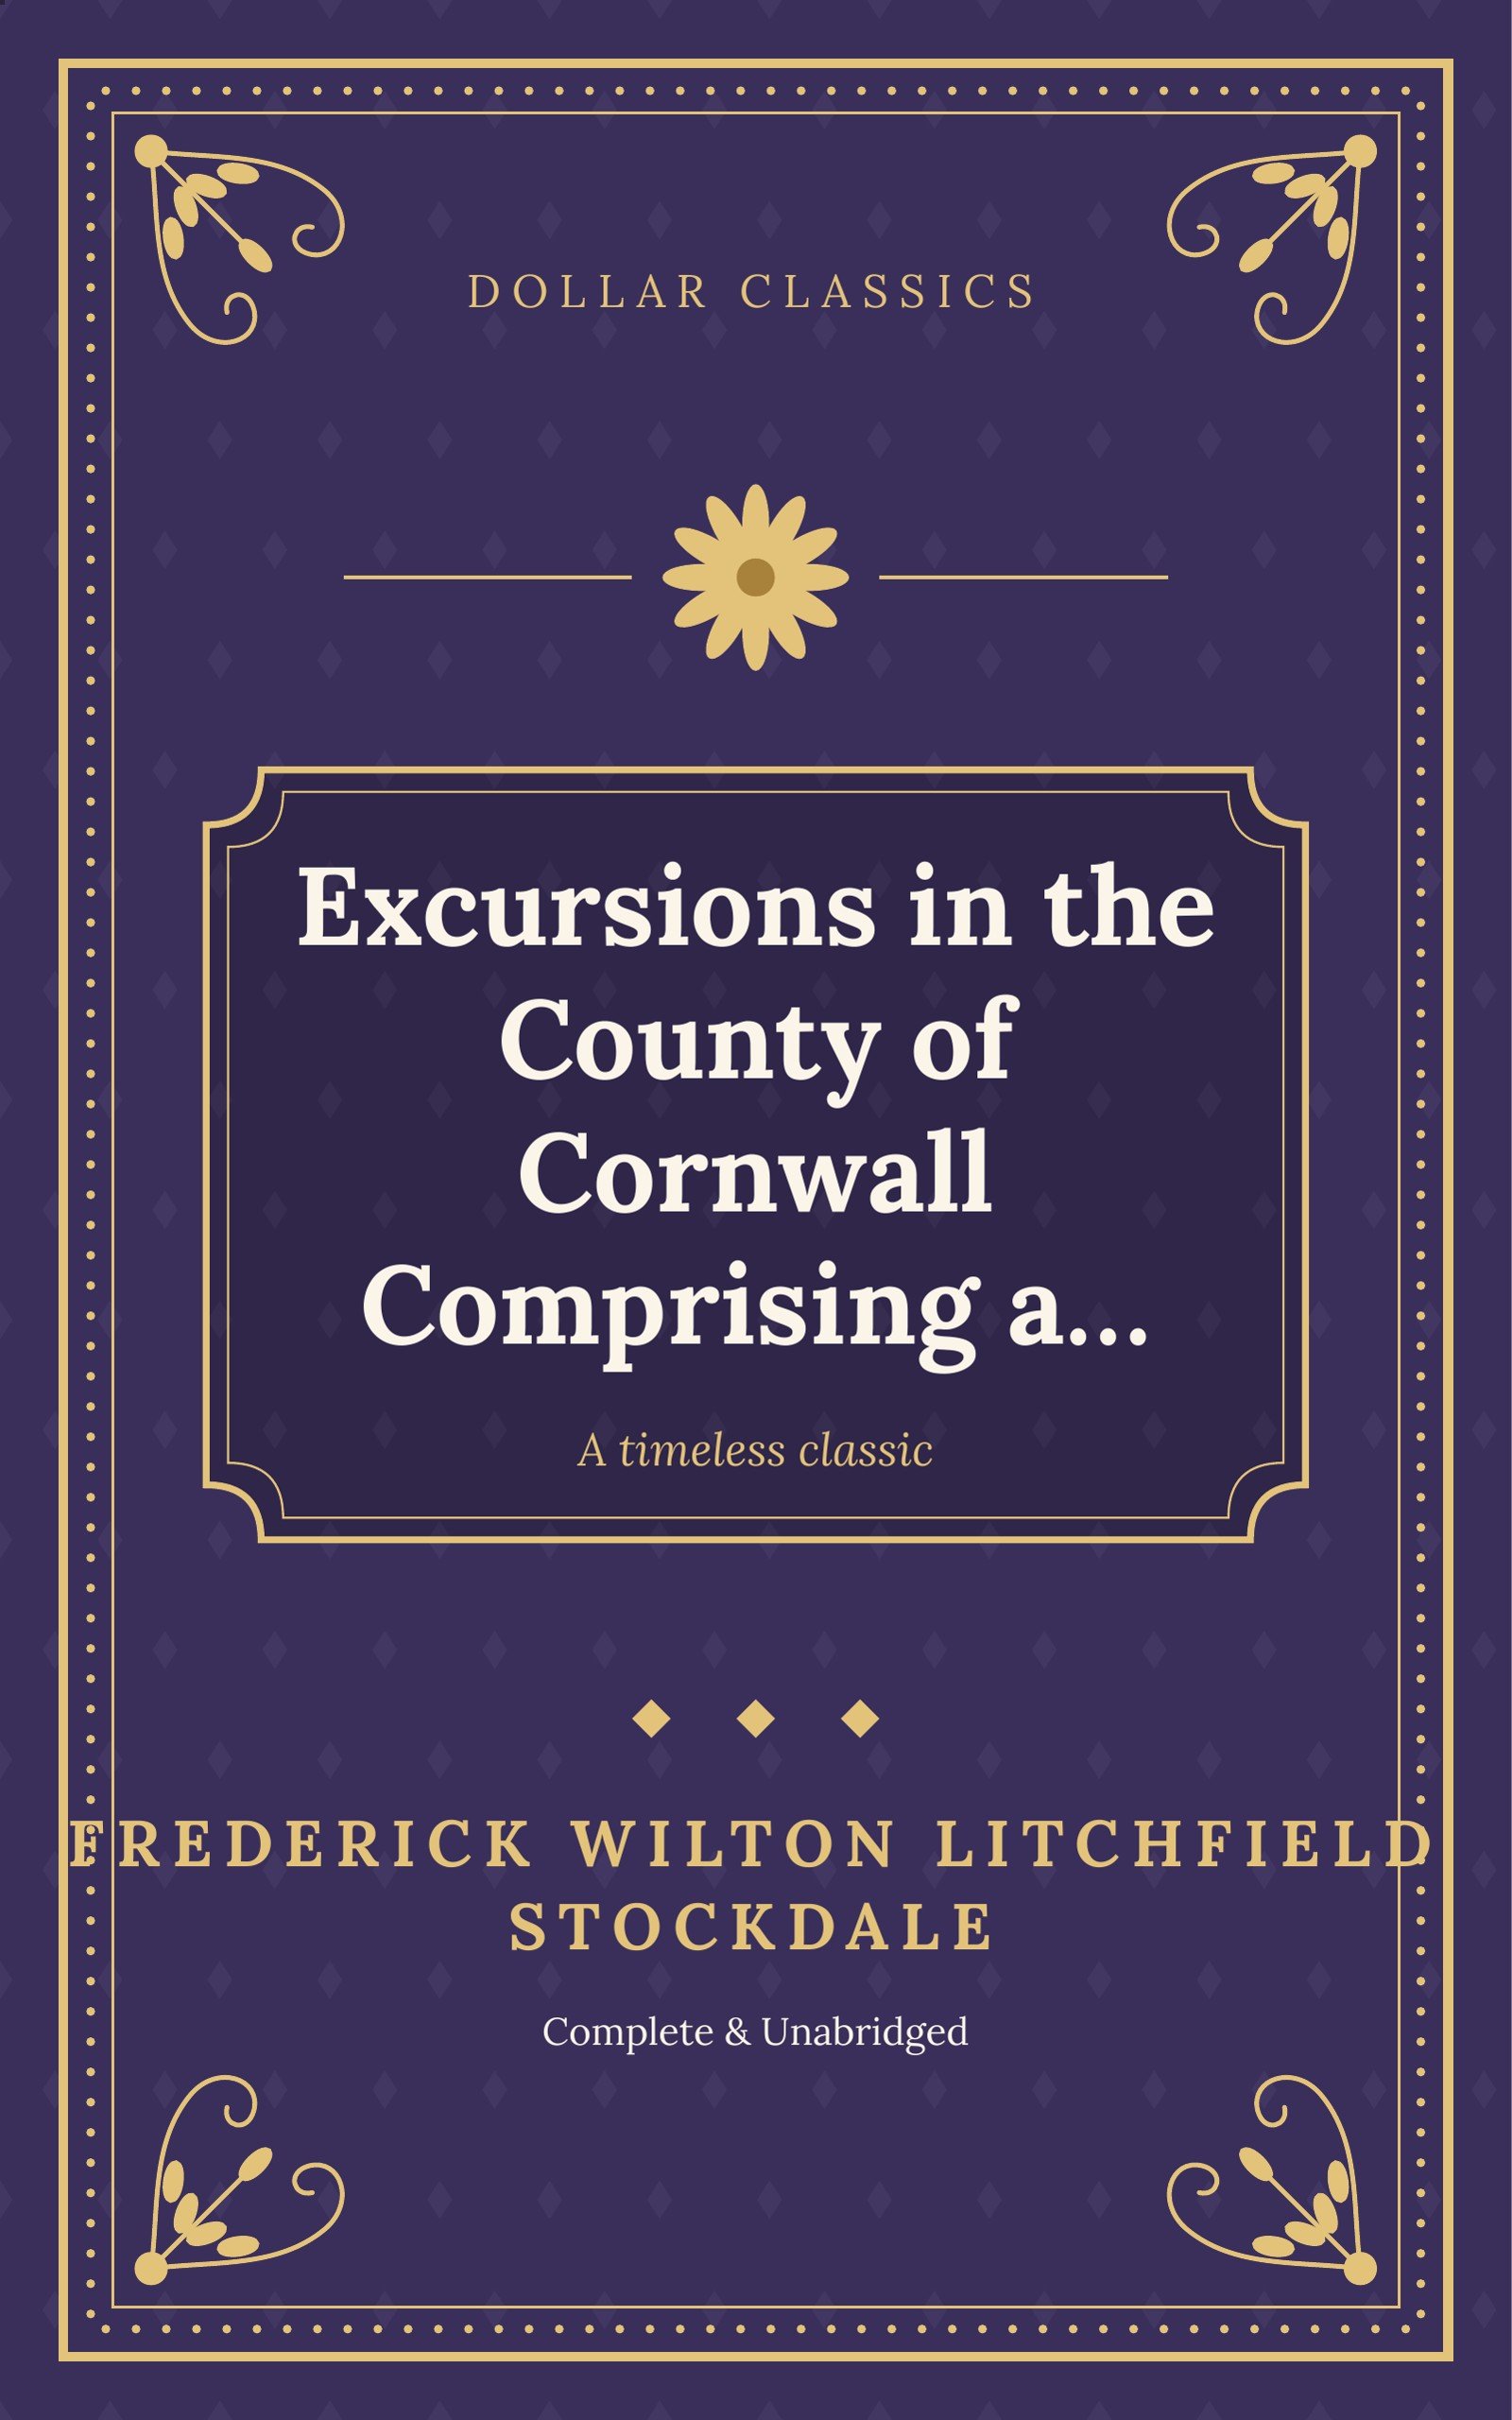 DOLLAR CLASSICS
Excursions in the
County of
Cornwall
Comprising a...
A timeless classic
FREDERICK WILTON LITCHFIELD
STOCKDALE
Complete & Unabridged